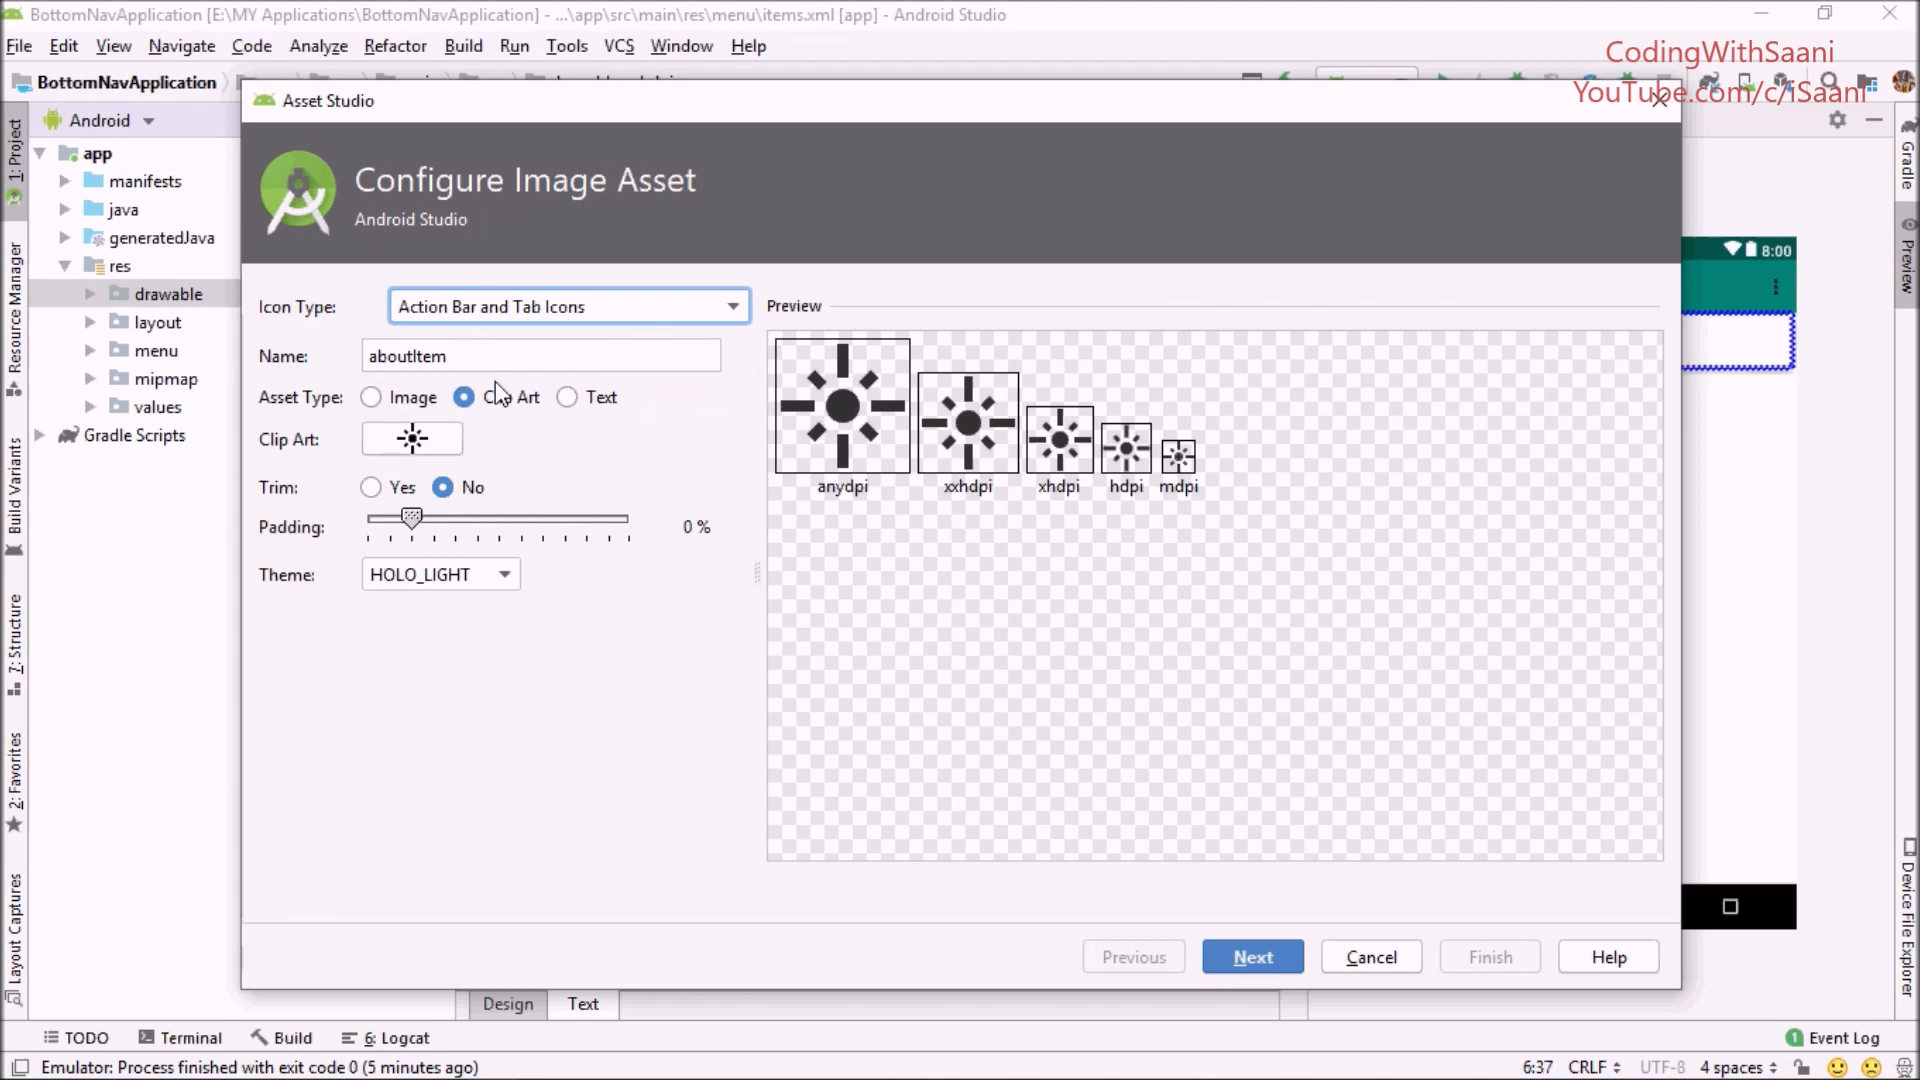 BottomNavApplication [E:\MY Applications\BottomNavApplication] - ...\app\src\main\res\menu\items.xml [app] - Android Studio
File Edit View Navigate Code Analyze Refactor Build Run Tools VCS Window Help
CodingWithSaani
YouTube.com/c/iSaani
BottomNavApplication
Asset Studio
Android
Configure Image Asset
Android Studio
1: Project
Resource Manager
Build Variants
7: Structure
2: Favorites
Layout Captures
app
manifests
java
generatedJava
res
drawable
layout
menu
mipmap
values
Gradle Scripts
Icon Type: Action Bar and Tab Icons
Name: aboutItem
Asset Type: Image Clip Art Text
Clip Art:
Trim: Yes No
Padding: 0 %
Theme: HOLO_LIGHT
Preview
anydpi xxhdpi xhdpi hdpi mdpi
8:00
Gradle
Preview
Device File Explorer
Previous Next Cancel Finish Help
Design Text
TODO Terminal Build 6: Logcat
1 Event Log
Emulator: Process finished with exit code 0 (5 minutes ago)
6:37 CRLF UTF-8 4 spaces